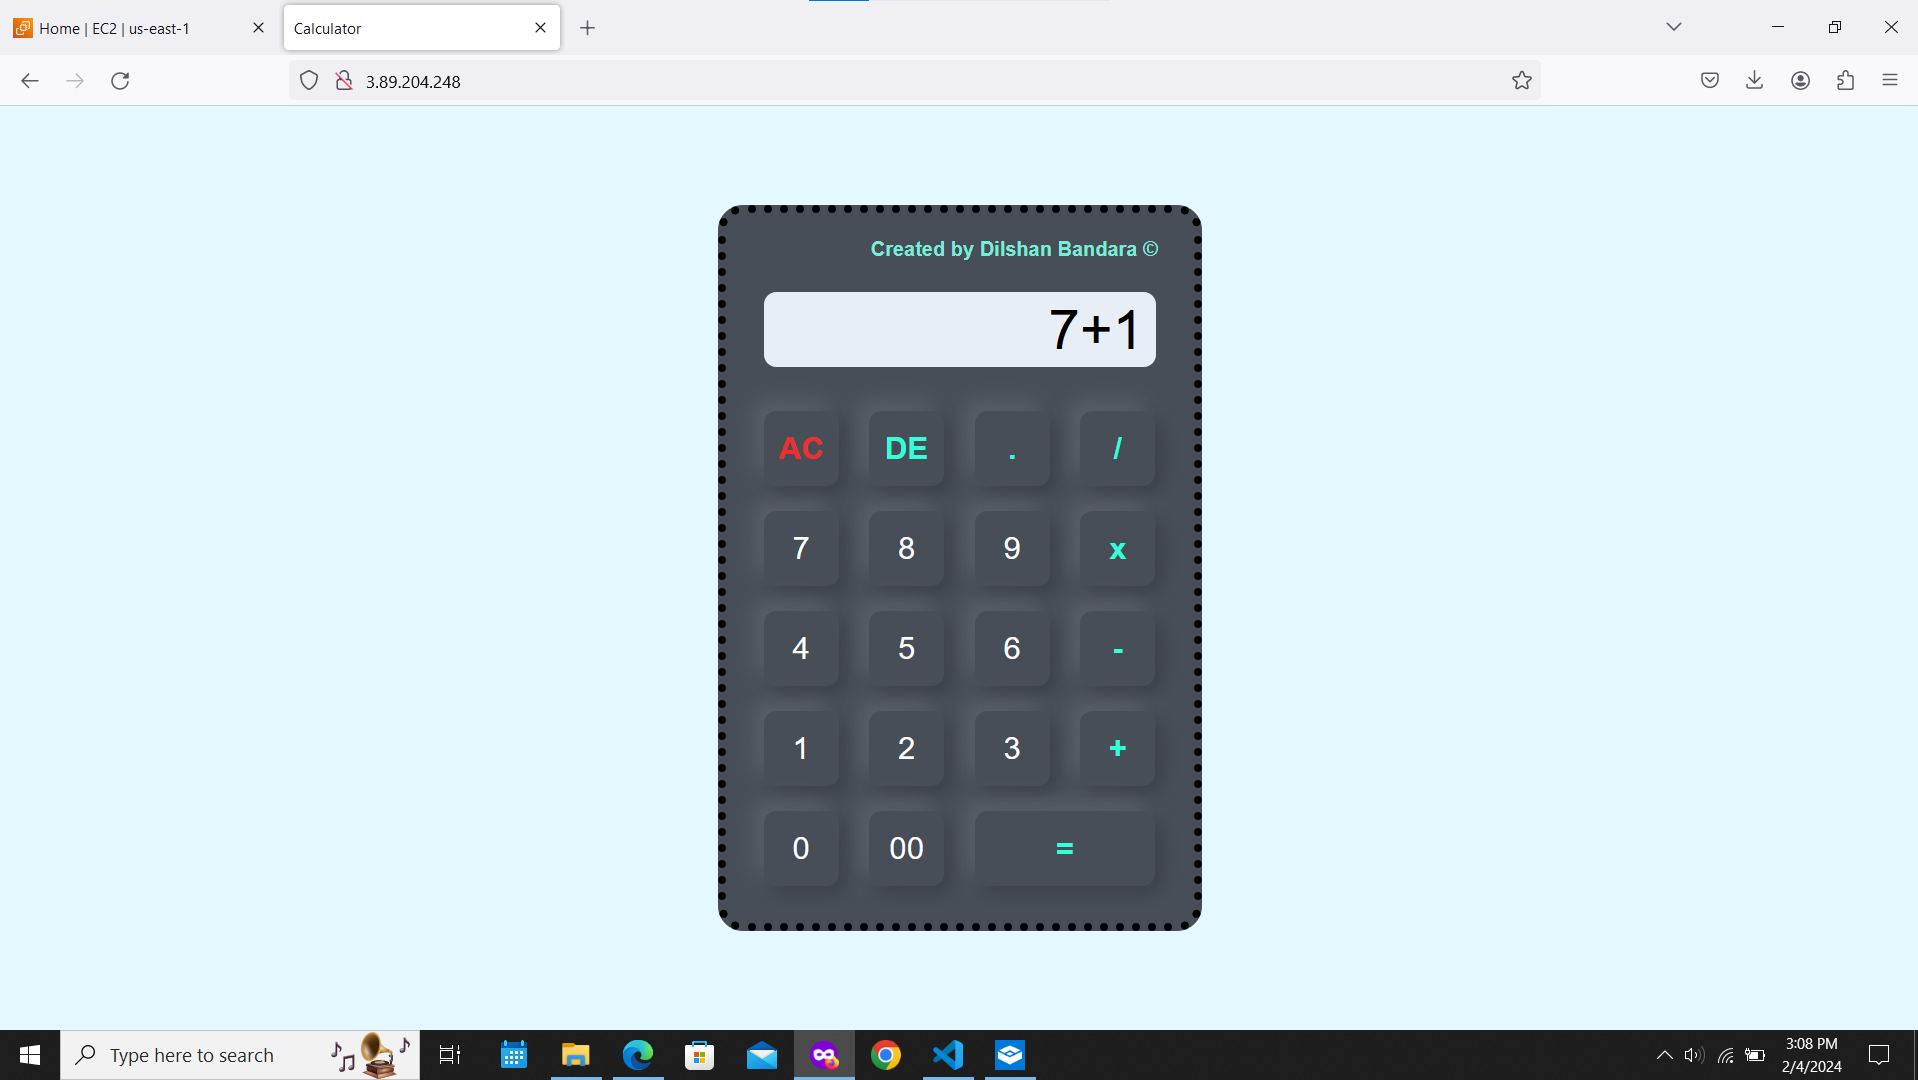 Home | EC2 | us-east-1
Calculator
3.89.204.248
Created by Dilshan Bandara ©
7+1
AC DE . /
7 8 9 x
4 5 6 -
1 2 3 +
0 00 =
Type here to search
3:08 PM
2/4/2024